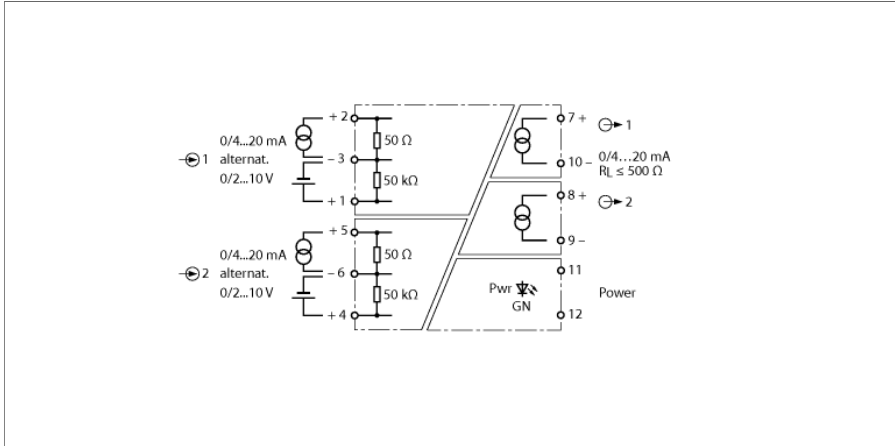 + 2
0/4...20 mA
50 Ω
1 alternat.
– 3
0/2...10 V
50 kΩ
+ 1
+ 5
0/4...20 mA
50 Ω
2 alternat.
– 6
0/2...10 V
50 kΩ
+ 4
7 +
1
10 –
0/4...20 mA
RL ≤ 500 Ω
8 +
2
9 –
11
Pwr
GN
Power
12